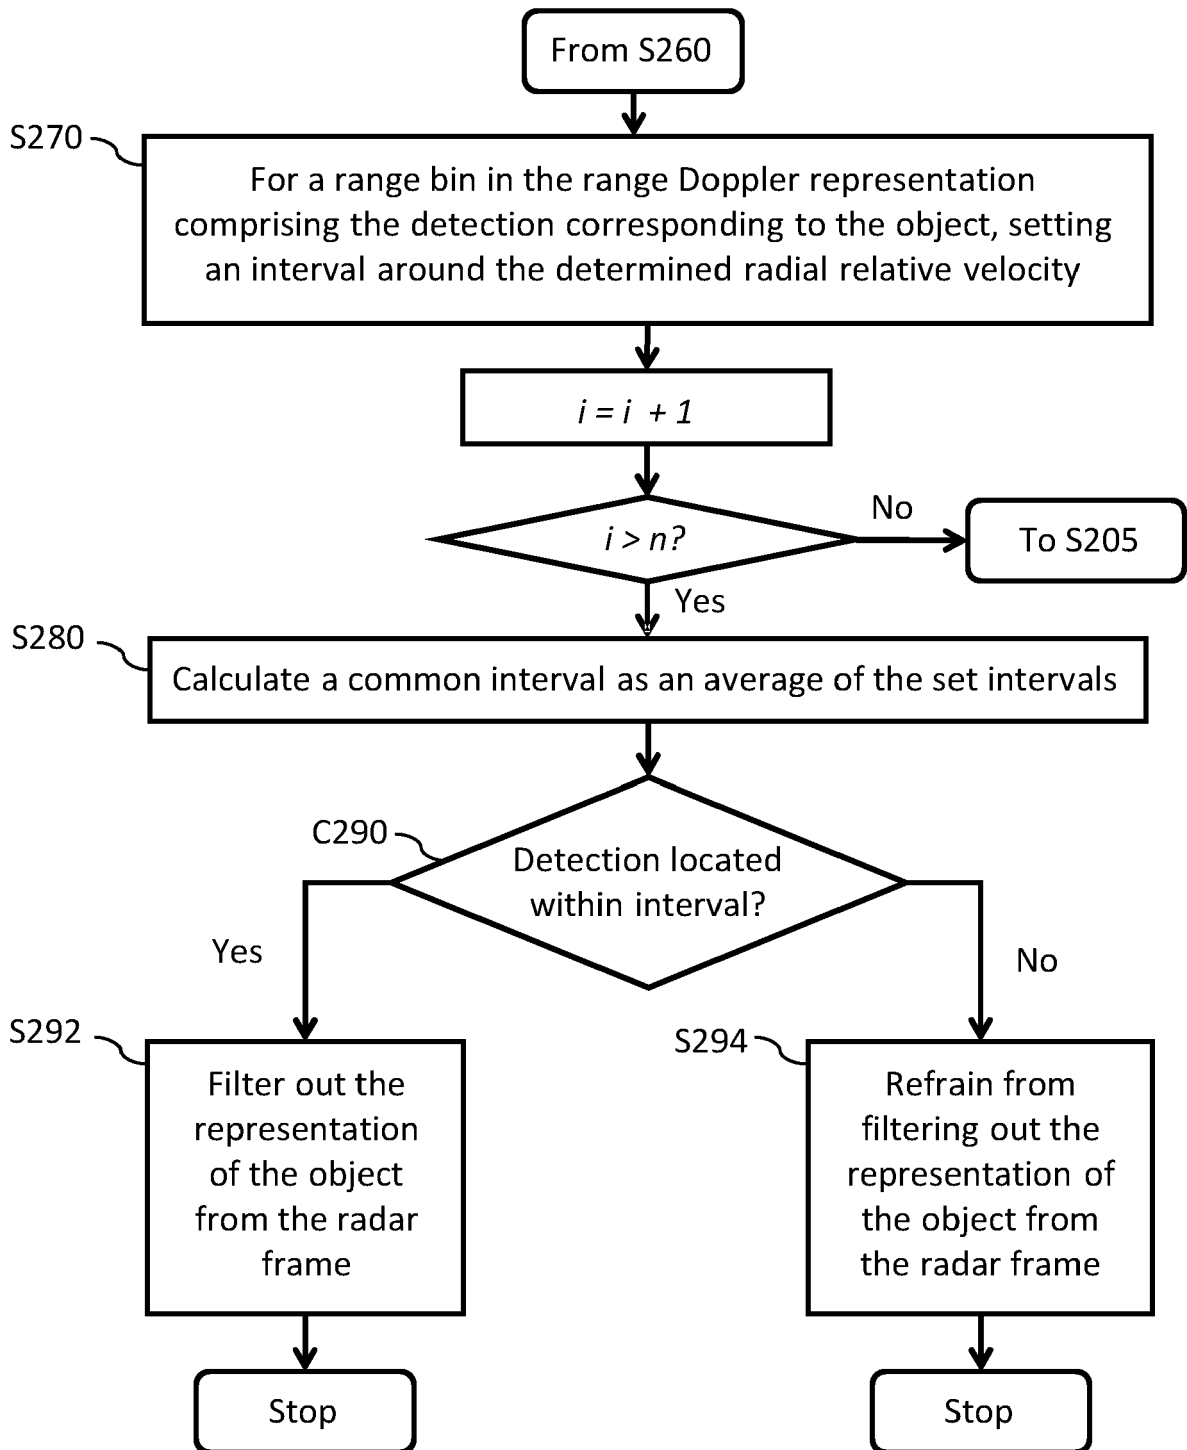 From S260
S270
For a range bin in the range Doppler representation
comprising the detection corresponding to the object, setting
an interval around the determined radial relative velocity
i = i + 1
i > n?
No
To S205
Yes
S280
Calculate a common interval as an average of the set intervals
C290
Detection located
within interval?
Yes
No
S292
Filter out the
representation
of the object
from the radar
frame
S294
Refrain from
filtering out the
representation of
the object from
the radar frame
Stop
Stop